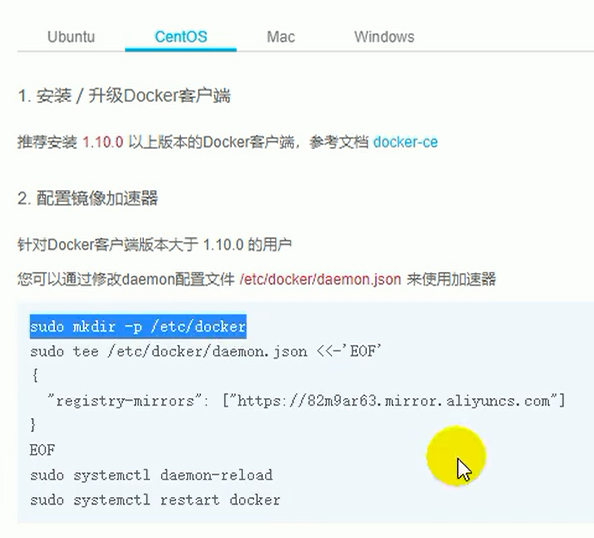 Ubuntu CentOS Mac Windows
1. 安装 / 升级Docker客户端
推荐安装 1.10.0 以上版本的Docker客户端，参考文档 docker-ce
2. 配置镜像加速器
针对Docker客户端版本大于 1.10.0 的用户
您可以通过修改daemon配置文件 /etc/docker/daemon.json 来使用加速器
sudo mkdir -p /etc/docker
sudo tee /etc/docker/daemon.json <<-'EOF'
{
  "registry-mirrors": ["https://82m9ar63.mirror.aliyuncs.com"]
}
EOF
sudo systemctl daemon-reload
sudo systemctl restart docker